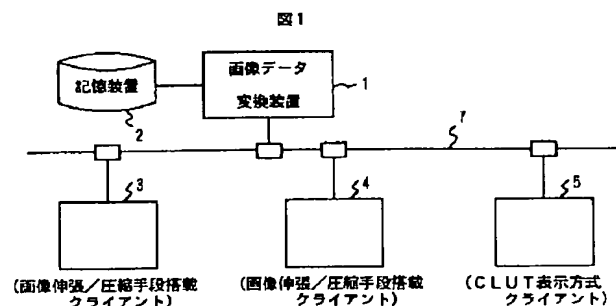 図1
記憶装置
画像データ
変換装置
1
2
7
3
4
5
(画像伸張/圧縮手段搭載
クライアント)
(画像伸張/圧縮手段搭載
クライアント)
(CLUT表示方式
クライアント)